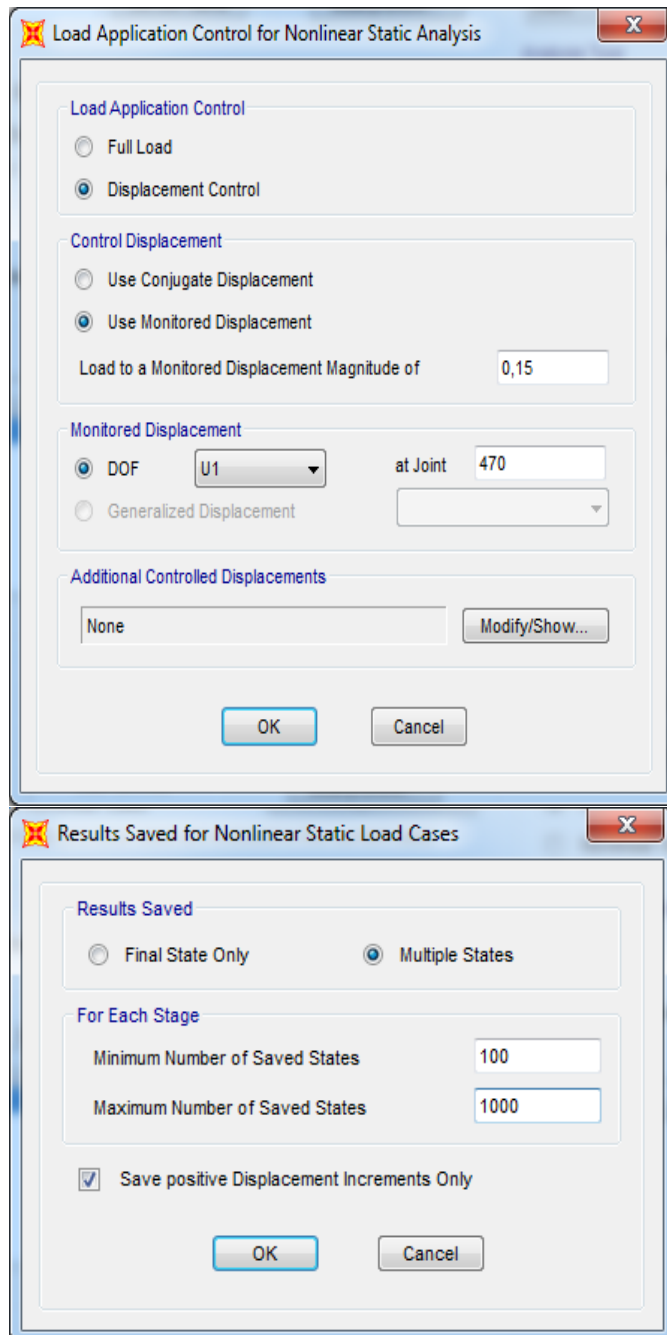 Load Application Control for Nonlinear Static Analysis
Load Application Control
Full Load
Displacement Control
Control Displacement
Use Conjugate Displacement
Use Monitored Displacement
Load to a Monitored Displacement Magnitude of 0,15
Monitored Displacement
DOF U1 at Joint 470
Generalized Displacement
Additional Controlled Displacements
None Modify/Show...
OK Cancel
Results Saved for Nonlinear Static Load Cases
Results Saved
Final State Only Multiple States
For Each Stage
Minimum Number of Saved States 100
Maximum Number of Saved States 1000
Save positive Displacement Increments Only
OK Cancel